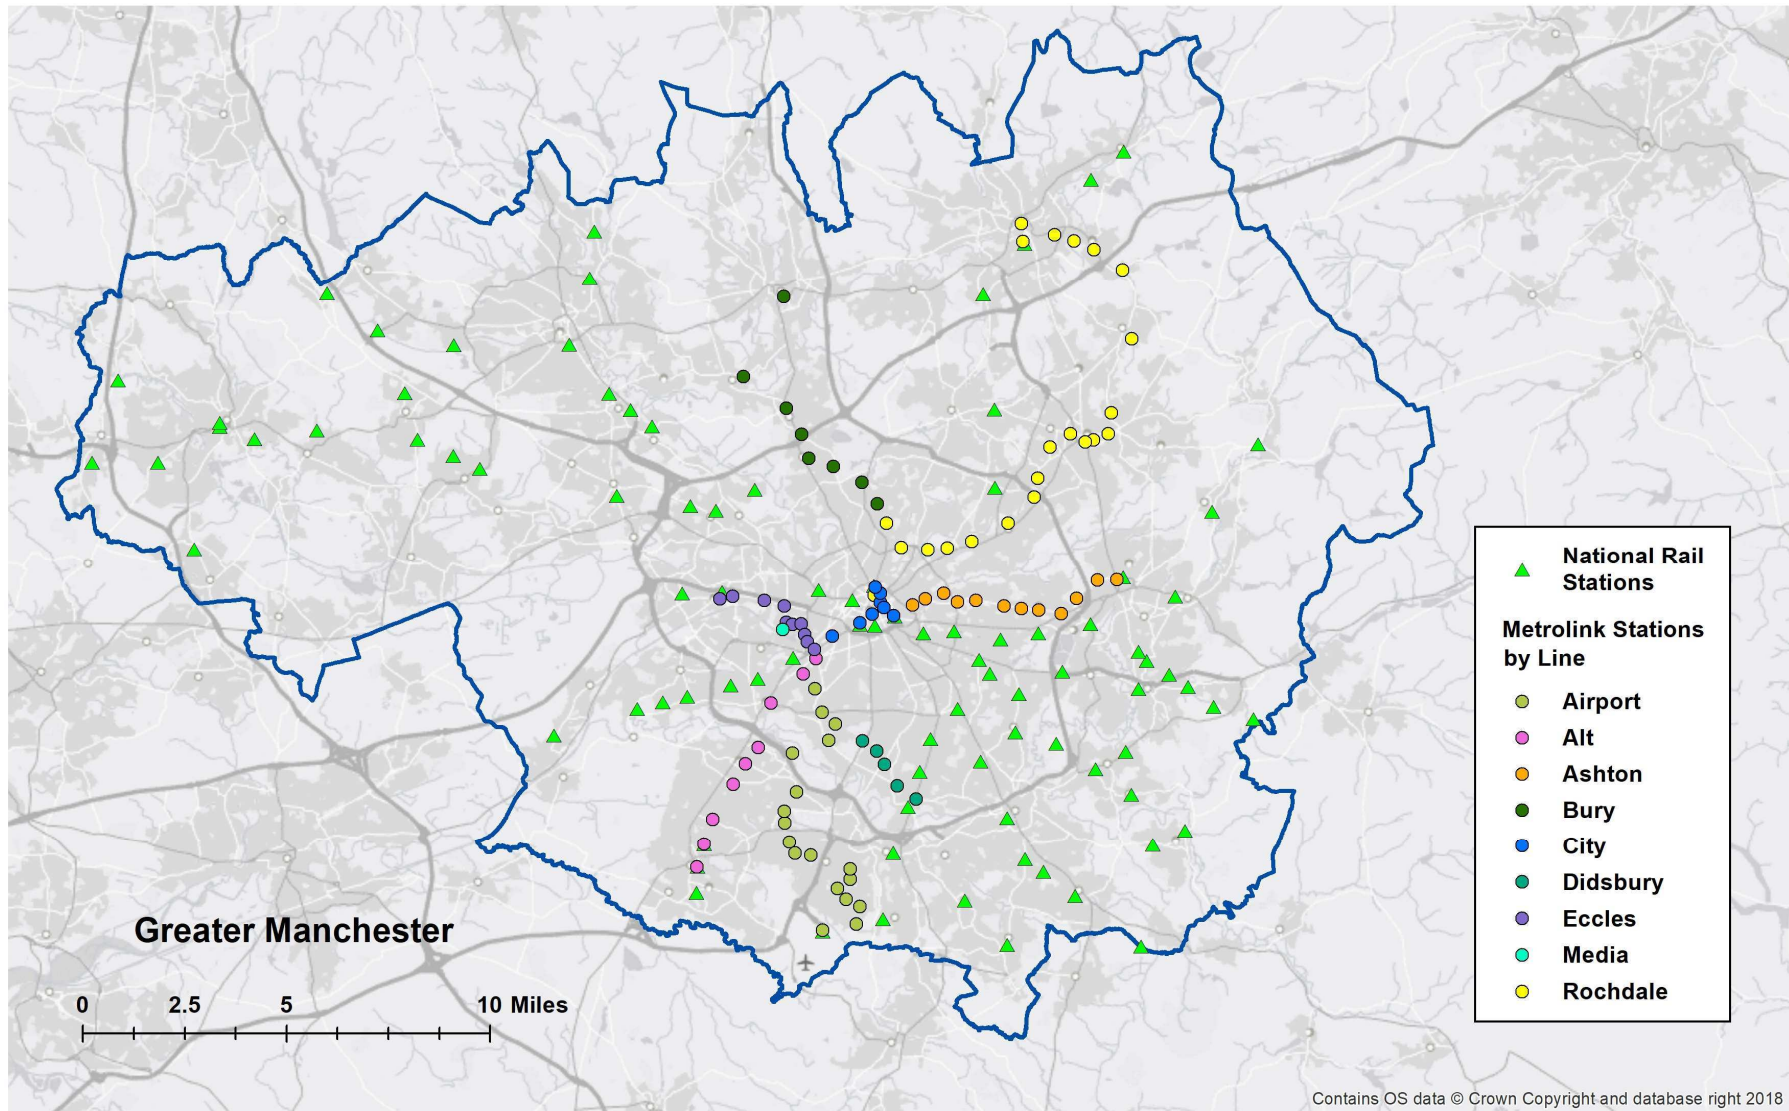 National Rail
Stations
Metrolink Stations
by Line
Airport
Alt
Ashton
Bury
City
Didsbury
Eccles
Media
Rochdale
Greater Manchester
0 2.5 5 10 Miles
Contains OS data © Crown Copyright and database right 2018